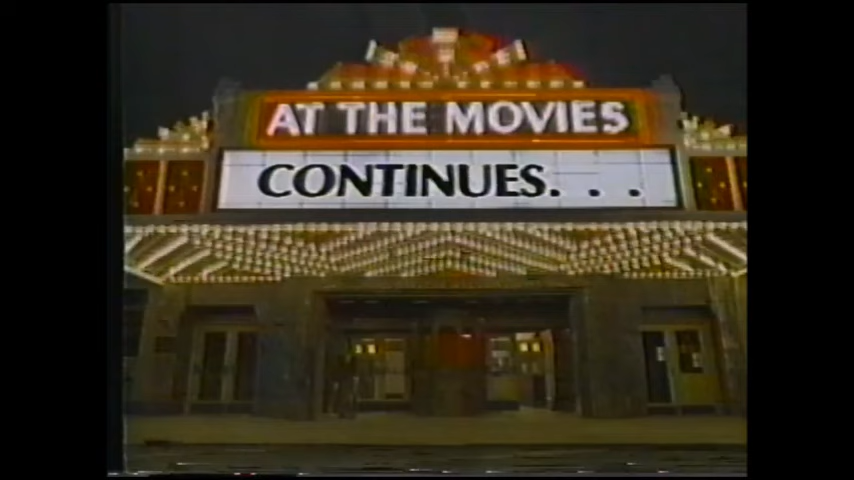 AT THE MOVIES
CONTINUES. . .